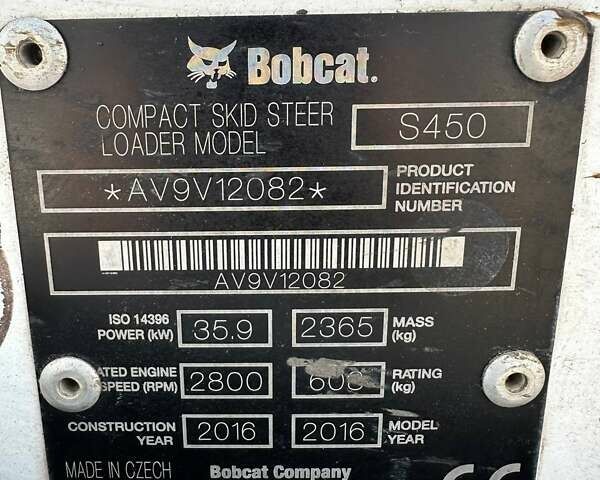 Bobcat.
COMPACT SKID STEER
LOADER MODEL
S450
*AV9V12082*
PRODUCT
IDENTIFICATION
NUMBER
AV9V12082
ISO 14396
POWER (kW)
35.9
2365
MASS
(kg)
ATED ENGINE
SPEED (RPM)
2800
608
RATING
(kg)
CONSTRUCTION
YEAR
2016
2016
MODEL
YEAR
MADE IN CZECH
Bobcat Company
CE